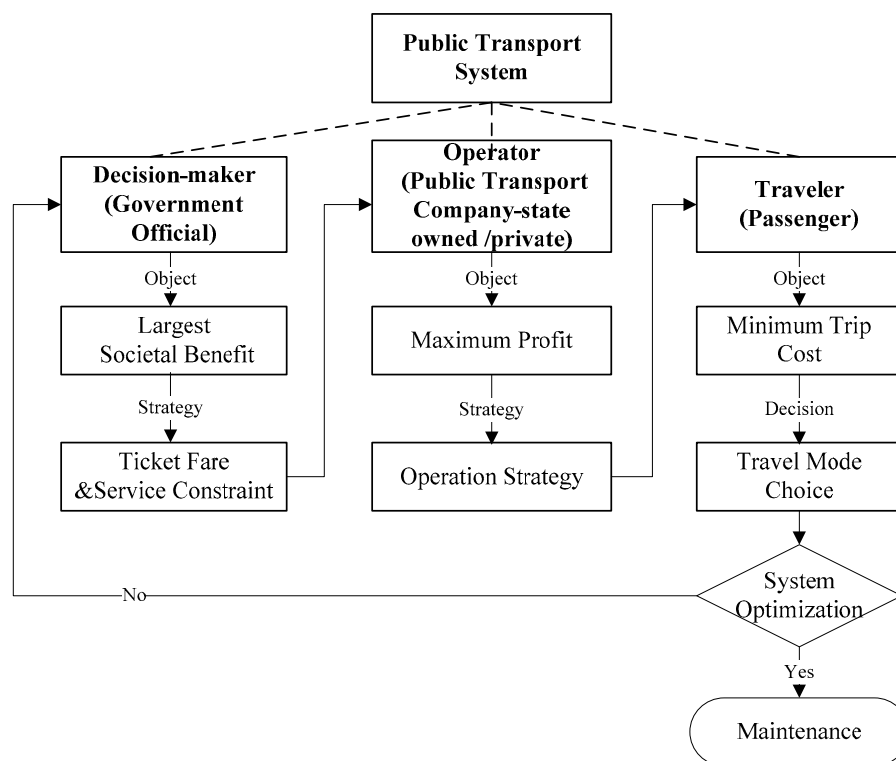 Public Transport
System
Decision-maker
(Government
Official)
Operator
(Public Transport
Company-state
owned /private)
Traveler
(Passenger)
Object
Object
Object
Largest
Societal Benefit
Maximum Profit
Minimum Trip
Cost
Strategy
Strategy
Decision
Ticket Fare
&Service Constraint
Operation Strategy
Travel Mode
Choice
System
Optimization
No
Yes
Maintenance